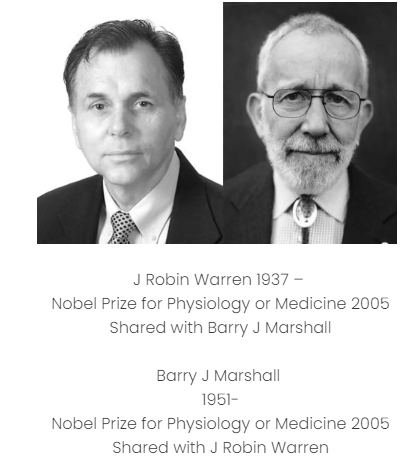 J Robin Warren 1937 –
Nobel Prize for Physiology or Medicine 2005
Shared with Barry J Marshall
Barry J Marshall
1951-
Nobel Prize for Physiology or Medicine 2005
Shared with J Robin Warren